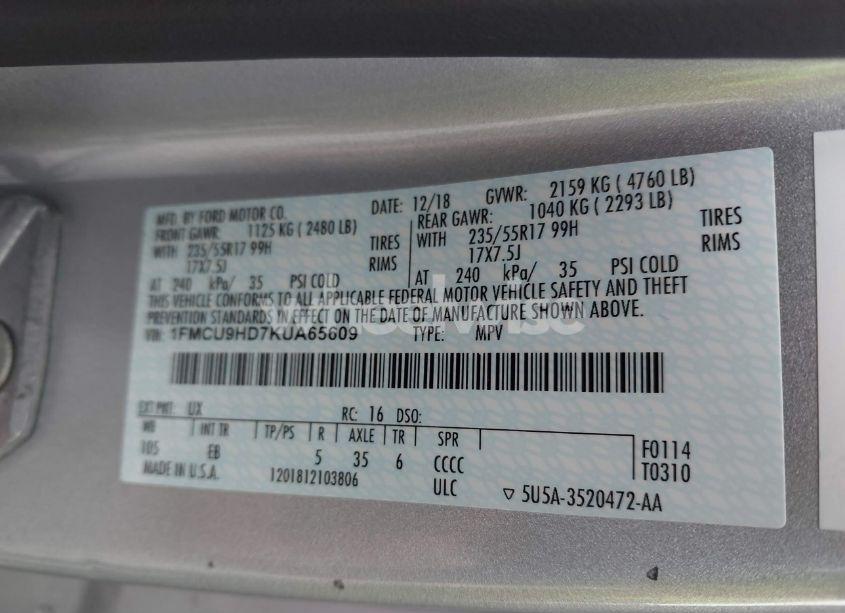 MFD. BY FORD MOTOR CO. DATE: 12/18 GVWR: 2159 KG ( 4760 LB)
FRONT GAWR: 1125 KG ( 2480 LB) REAR GAWR: 1040 KG ( 2293 LB)
WITH 235/55R17 99H TIRES WITH 235/55R17 99H TIRES
17X7.5J RIMS 17X7.5J RIMS
AT 240 kPa/ 35 PSI COLD AT 240 kPa/ 35 PSI COLD
THIS VEHICLE CONFORMS TO ALL APPLICABLE FEDERAL MOTOR VEHICLE SAFETY AND THEFT
PREVENTION STANDARDS IN EFFECT ON THE DATE OF MANUFACTURE SHOWN ABOVE.
VIN: 1FMCU9HD7KUA65609 TYPE: MPV
EXT PNT: UX RC: 16 DSO:
WB INT TR TP/PS R AXLE TR SPR F0114
105 EB 5 35 6 CCCC T0310
MADE IN U.S.A. 1201812103806 ULC 5U5A-3520472-AA